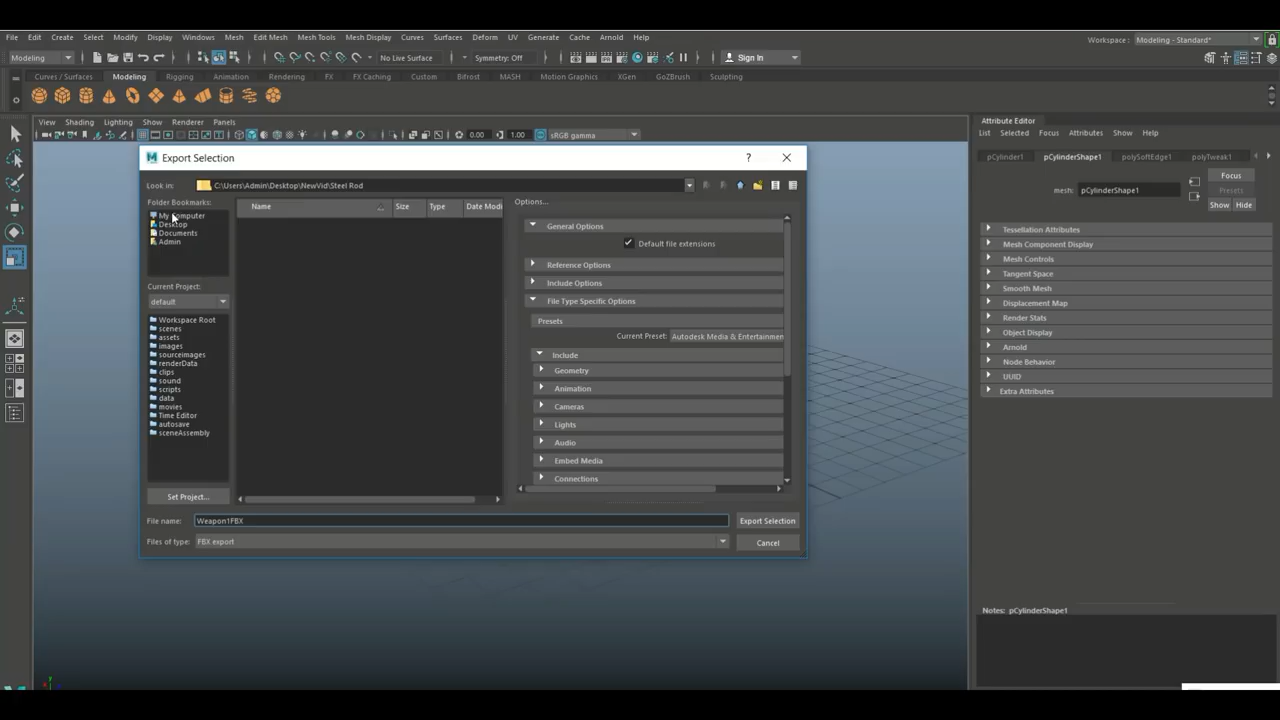 File Edit Create Select Modify Display Windows Mesh Edit Mesh Mesh Tools Mesh Display Curves Surfaces Deform UV Generate Cache Arnold Help
Workspace : Modeling - Standard*
Modeling No Live Surface Symmetry: Off Sign In
Curves / Surfaces Modeling Rigging Animation Rendering FX FX Caching Custom Bifrost MASH Motion Graphics XGen GoZBrush Sculpting
View Shading Lighting Show Renderer Panels
0.00 1.00 sRGB gamma
Export Selection ?
Look in: C:\Users\Admin\Desktop\NewVid\Steel Rod
Folder Bookmarks:
My Computer
Desktop
Documents
Admin
Current Project:
default
Workspace Root
scenes
assets
images
sourceimages
renderData
clips
sound
scripts
data
movies
Time Editor
autosave
sceneAssembly
Set Project...
Name Size Type Date Modi
Options...
General Options
Default file extensions
Reference Options
Include Options
File Type Specific Options
Presets
Current Preset: Autodesk Media & Entertainmen
Include
Geometry
Animation
Cameras
Lights
Audio
Embed Media
Connections
File name: Weapon1FBX Export Selection
Files of type: FBX export Cancel
Attribute Editor
List Selected Focus Attributes Show Help
pCylinder1 pCylinderShape1 polySoftEdge1 polyTweak1
mesh: pCylinderShape1
Focus
Presets
Show Hide
Tessellation Attributes
Mesh Component Display
Mesh Controls
Tangent Space
Smooth Mesh
Displacement Map
Render Stats
Object Display
Arnold
Node Behavior
UUID
Extra Attributes
Notes: pCylinderShape1
y